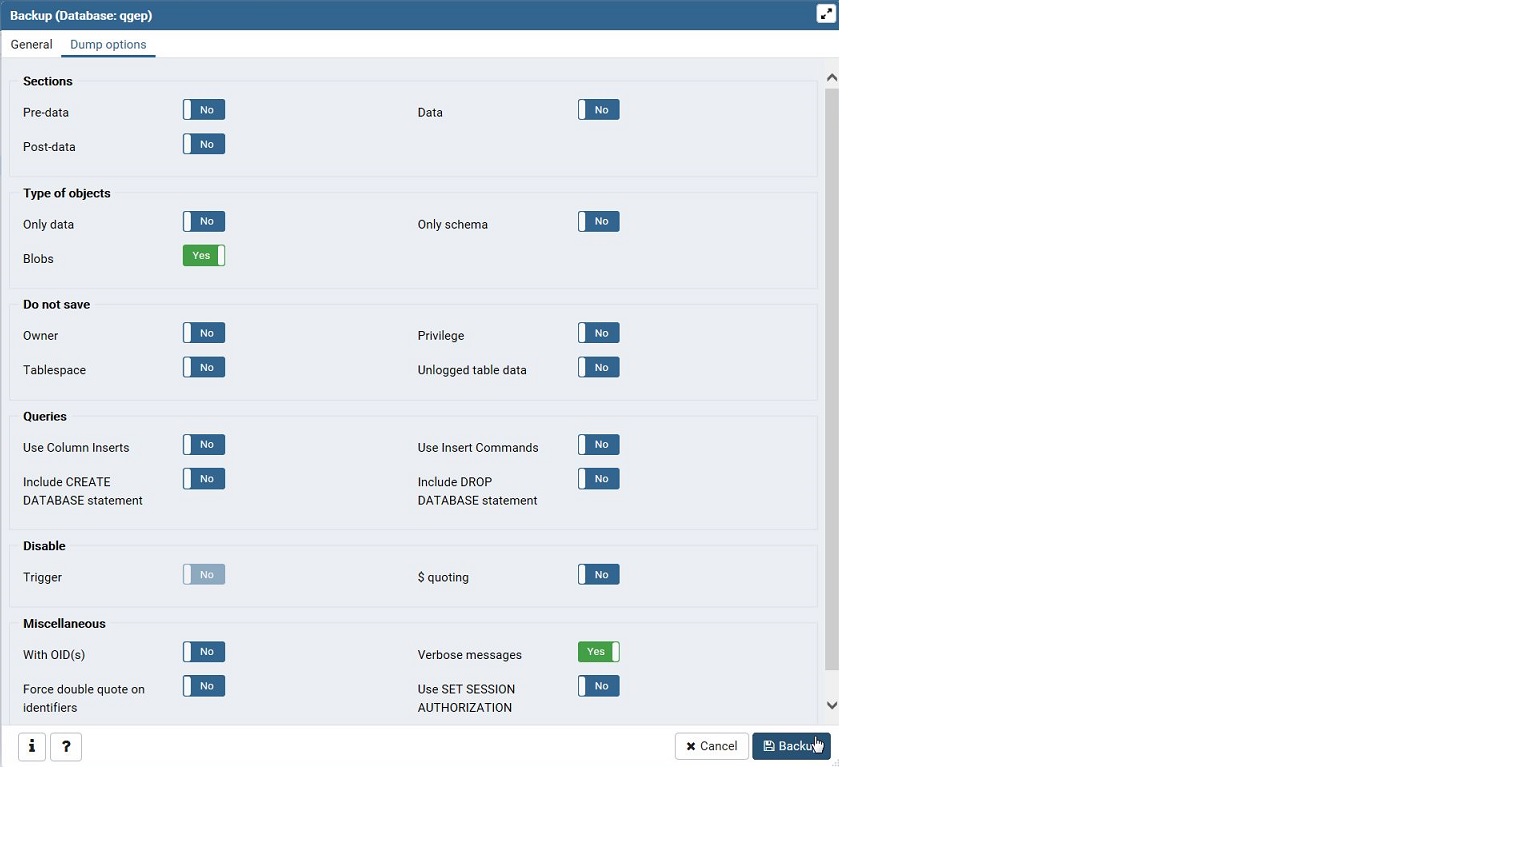 Backup (Database: qgep)
General Dump options
Sections
Pre-data No Data No
Post-data No
Type of objects
Only data No Only schema No
Blobs Yes
Do not save
Owner No Privilege No
Tablespace No Unlogged table data No
Queries
Use Column Inserts No Use Insert Commands No
Include CREATE No Include DROP No
DATABASE statement DATABASE statement
Disable
Trigger No $ quoting No
Miscellaneous
With OID(s) No Verbose messages Yes
Force double quote on No Use SET SESSION No
identifiers AUTHORIZATION
i ? Cancel Backup